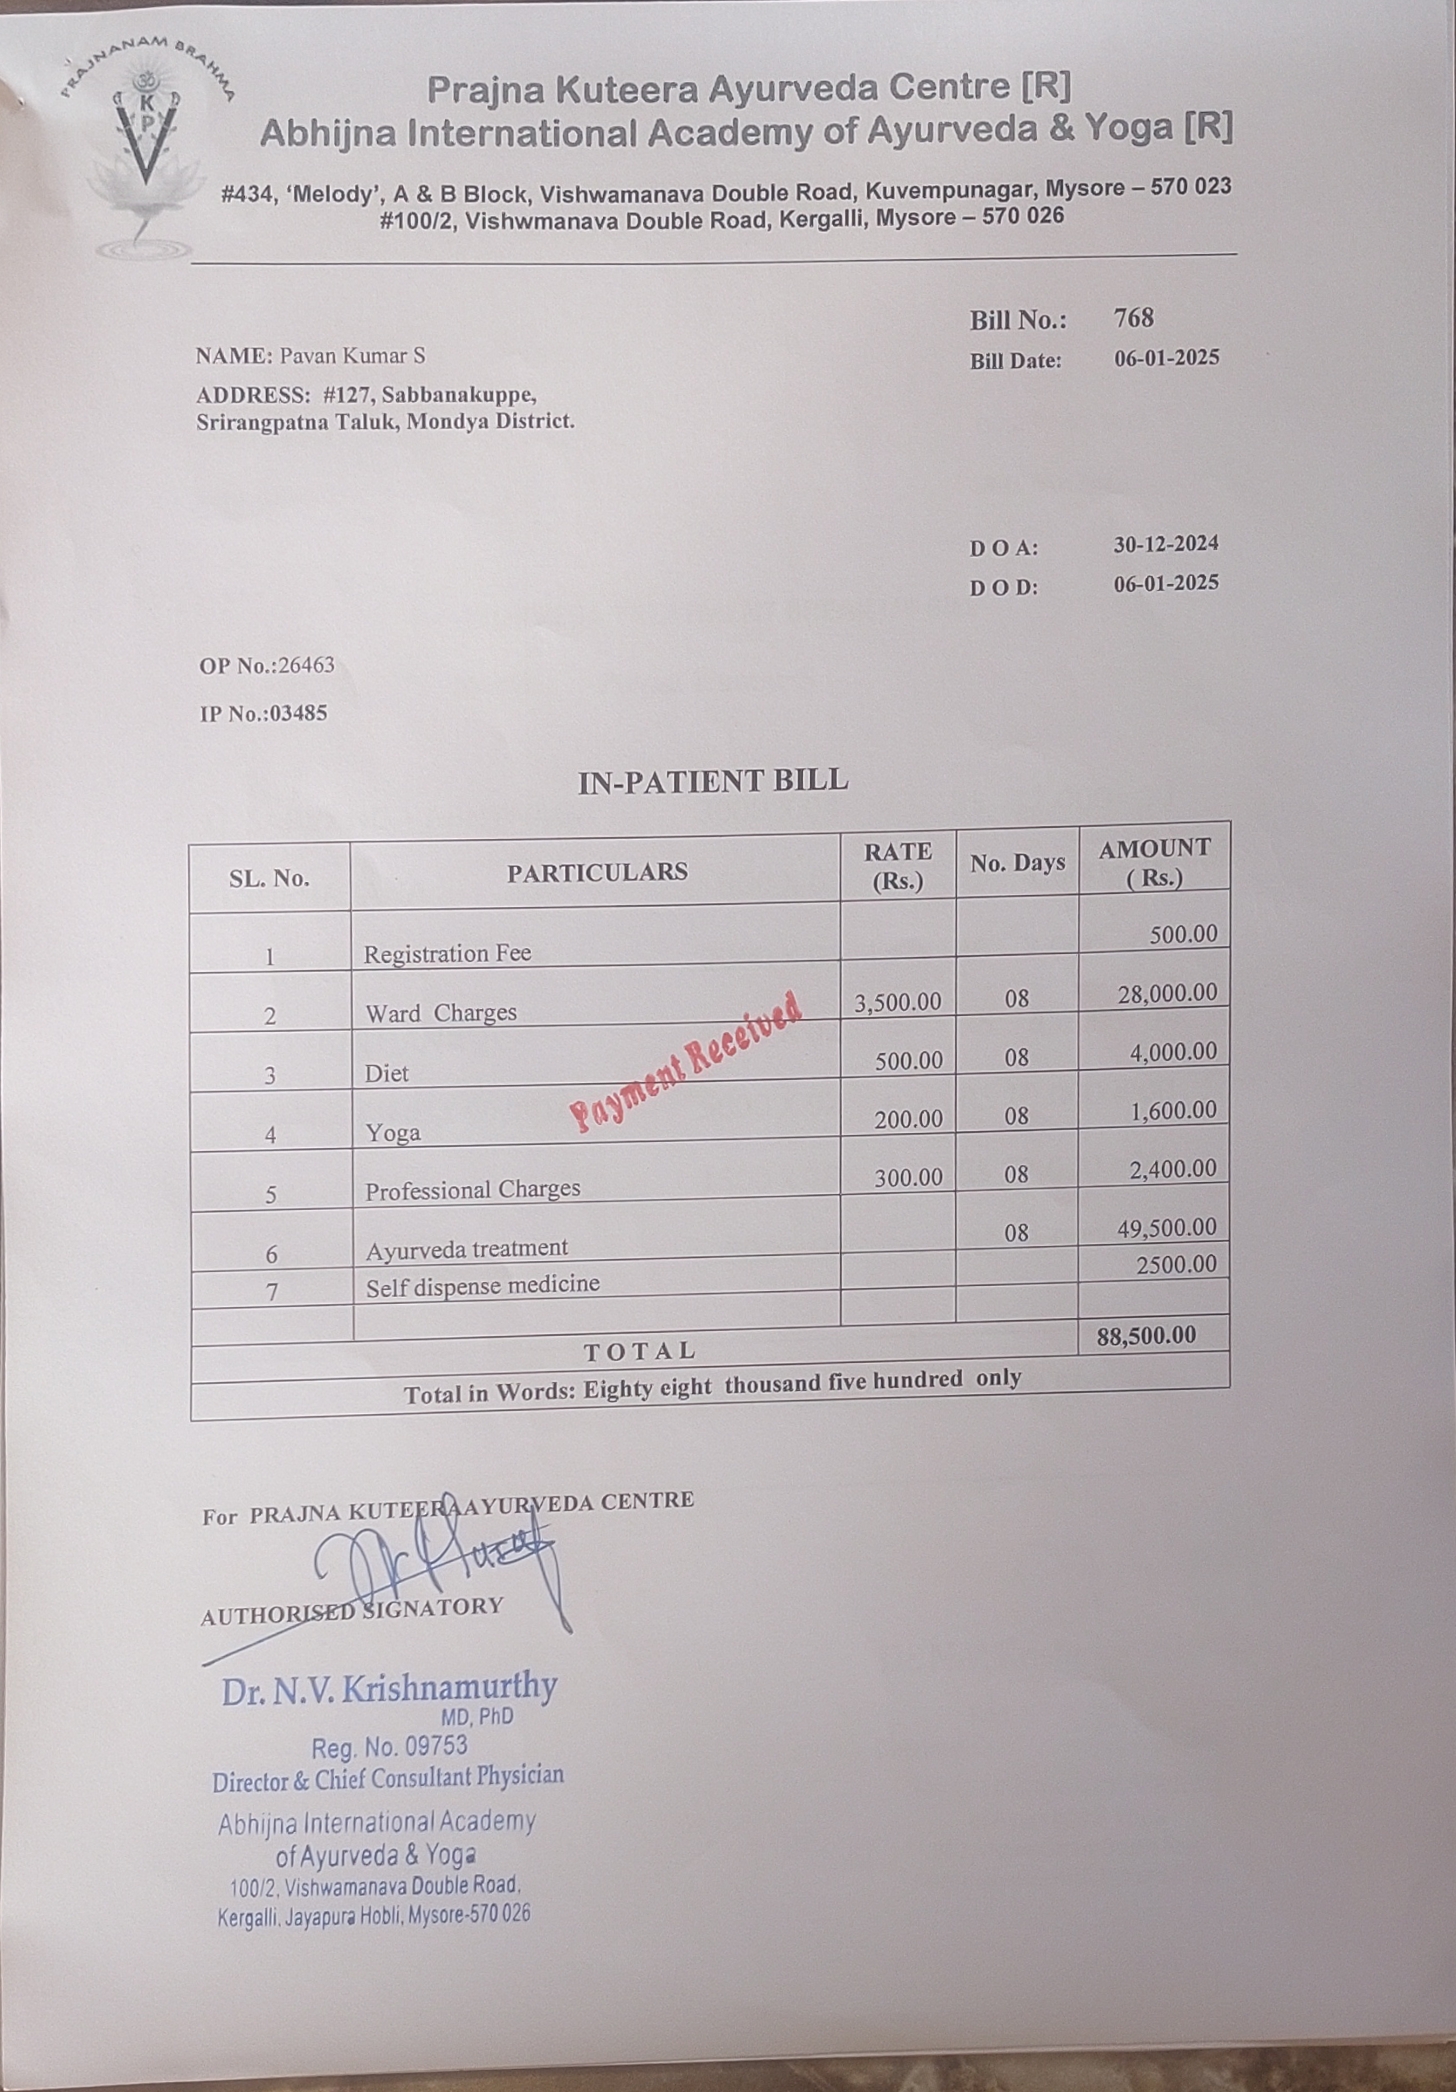 PRAJNANAM BRAHMA
ॐ
K
P
V
Prajna Kuteera Ayurveda Centre [R]
Abhijna International Academy of Ayurveda & Yoga [R]
#434, ‘Melody’, A & B Block, Vishwamanava Double Road, Kuvempunagar, Mysore – 570 023
#100/2, Vishwmanava Double Road, Kergalli, Mysore – 570 026
Bill No.: 768
NAME: Pavan Kumar S
Bill Date: 06-01-2025
ADDRESS: #127, Sabbanakuppe,
Srirangpatna Taluk, Mondya District.
D O A: 30-12-2024
D O D: 06-01-2025
OP No.:26463
IP No.:03485
IN-PATIENT BILL
SL. No. PARTICULARS RATE (Rs.) No. Days AMOUNT ( Rs.)
1 Registration Fee 500.00
2 Ward Charges 3,500.00 08 28,000.00
3 Diet 500.00 08 4,000.00
4 Yoga 200.00 08 1,600.00
5 Professional Charges 300.00 08 2,400.00
6 Ayurveda treatment 08 49,500.00
7 Self dispense medicine 2500.00
Payment Received
T O T A L 88,500.00
Total in Words: Eighty eight thousand five hundred only
For PRAJNA KUTEERAAYURVEDA CENTRE
AUTHORISED SIGNATORY
Dr. N.V. Krishnamurthy
MD, PhD
Reg. No. 09753
Director & Chief Consultant Physician
Abhijna International Academy
of Ayurveda & Yoga
100/2, Vishwamanava Double Road,
Kergalli, Jayapura Hobli, Mysore-570 026